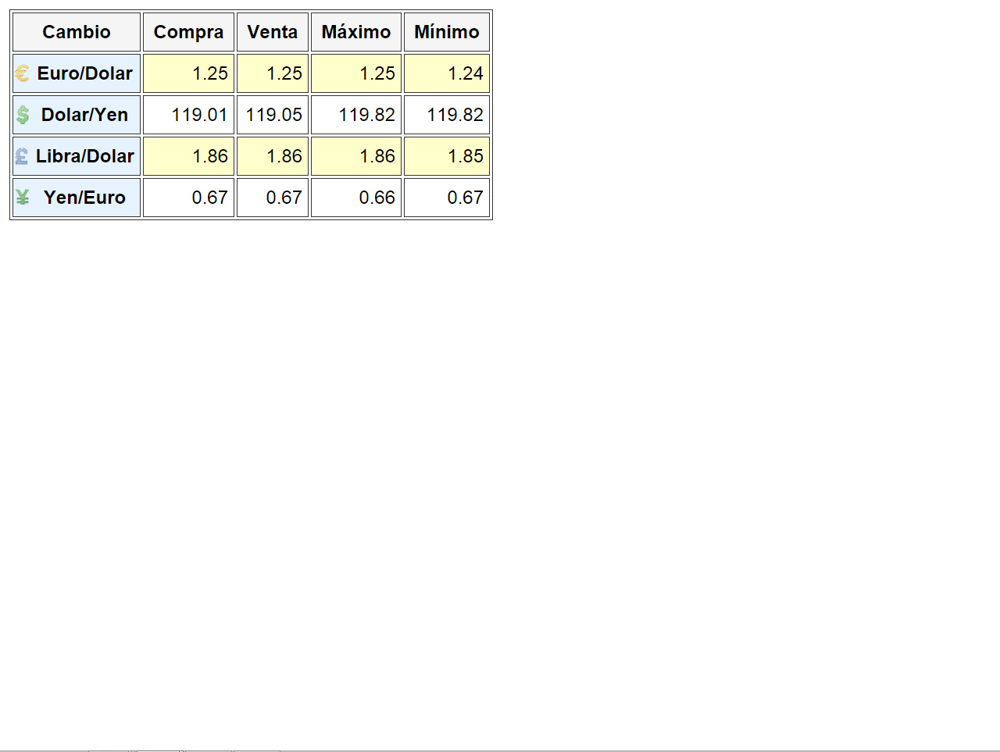 Cambio Compra Venta Máximo Mínimo
€ Euro/Dolar 1.25 1.25 1.25 1.24
$ Dolar/Yen 119.01 119.05 119.82 119.82
£ Libra/Dolar 1.86 1.86 1.86 1.85
¥ Yen/Euro 0.67 0.67 0.66 0.67